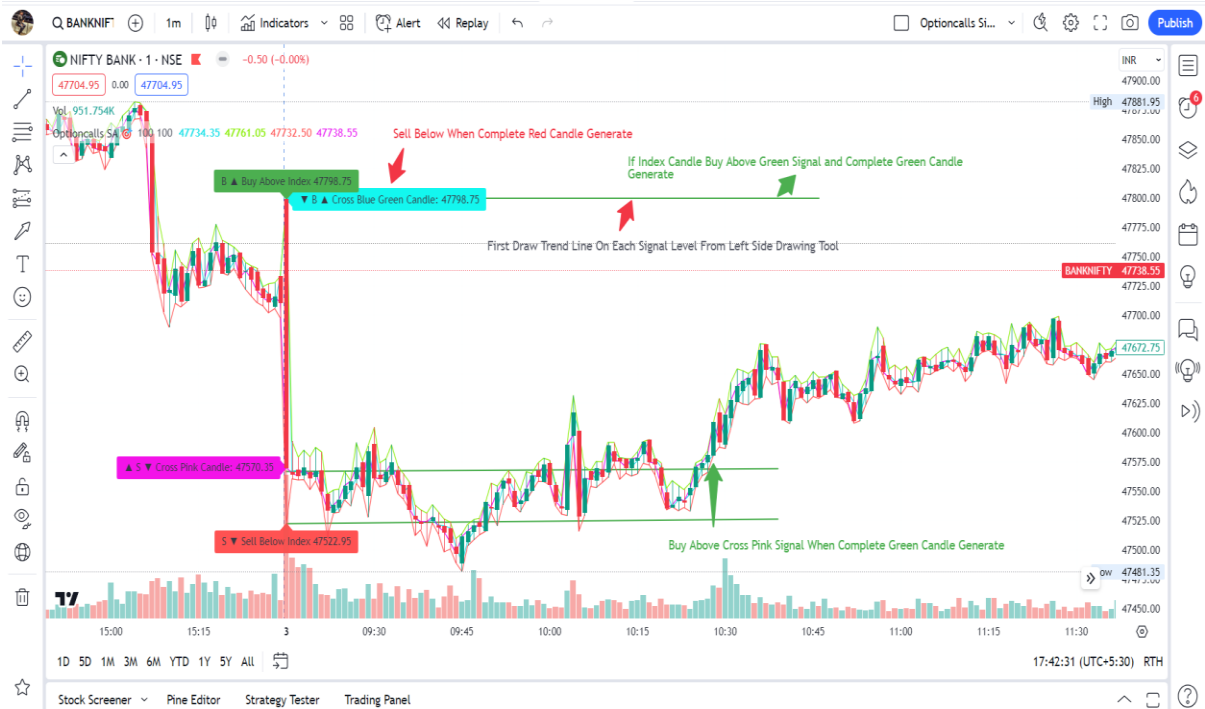 BANKNIFT
1m
Indicators
Alert
Replay
Optioncalls Si...
Publish
NIFTY BANK · 1 · NSE
-0.50 (-0.00%)
INR
47704.95
0.00
47704.95
Vol 951.754K
Optioncalls SA 100 100 47734.35 47761.05 47732.50 47738.55
Sell Below When Complete Red Candle Generate
If Index Candle Buy Above Green Signal and Complete Green Candle
Generate
B ▲ Buy Above Index 47798.75
▼ B ▲ Cross Blue Green Candle: 47798.75
First Draw Trend Line On Each Signal Level From Left Side Drawing Tool
▲ S ▼ Cross Pink Candle: 47570.35
S ▼ Sell Below Index 47522.95
Buy Above Cross Pink Signal When Complete Green Candle Generate
47900.00
High 47881.95
47875.00
47850.00
47825.00
47800.00
47775.00
47750.00
BANKNIFTY 47738.55
47725.00
47700.00
47672.75
47650.00
47625.00
47600.00
47575.00
47550.00
47525.00
47500.00
47481.35
47475.00
47450.00
6
15:00
15:15
3
09:30
09:45
10:00
10:15
10:30
10:45
11:00
11:15
11:30
1D 5D 1M 3M 6M YTD 1Y 5Y All
17:42:31 (UTC+5:30) RTH
Stock Screener
Pine Editor
Strategy Tester
Trading Panel